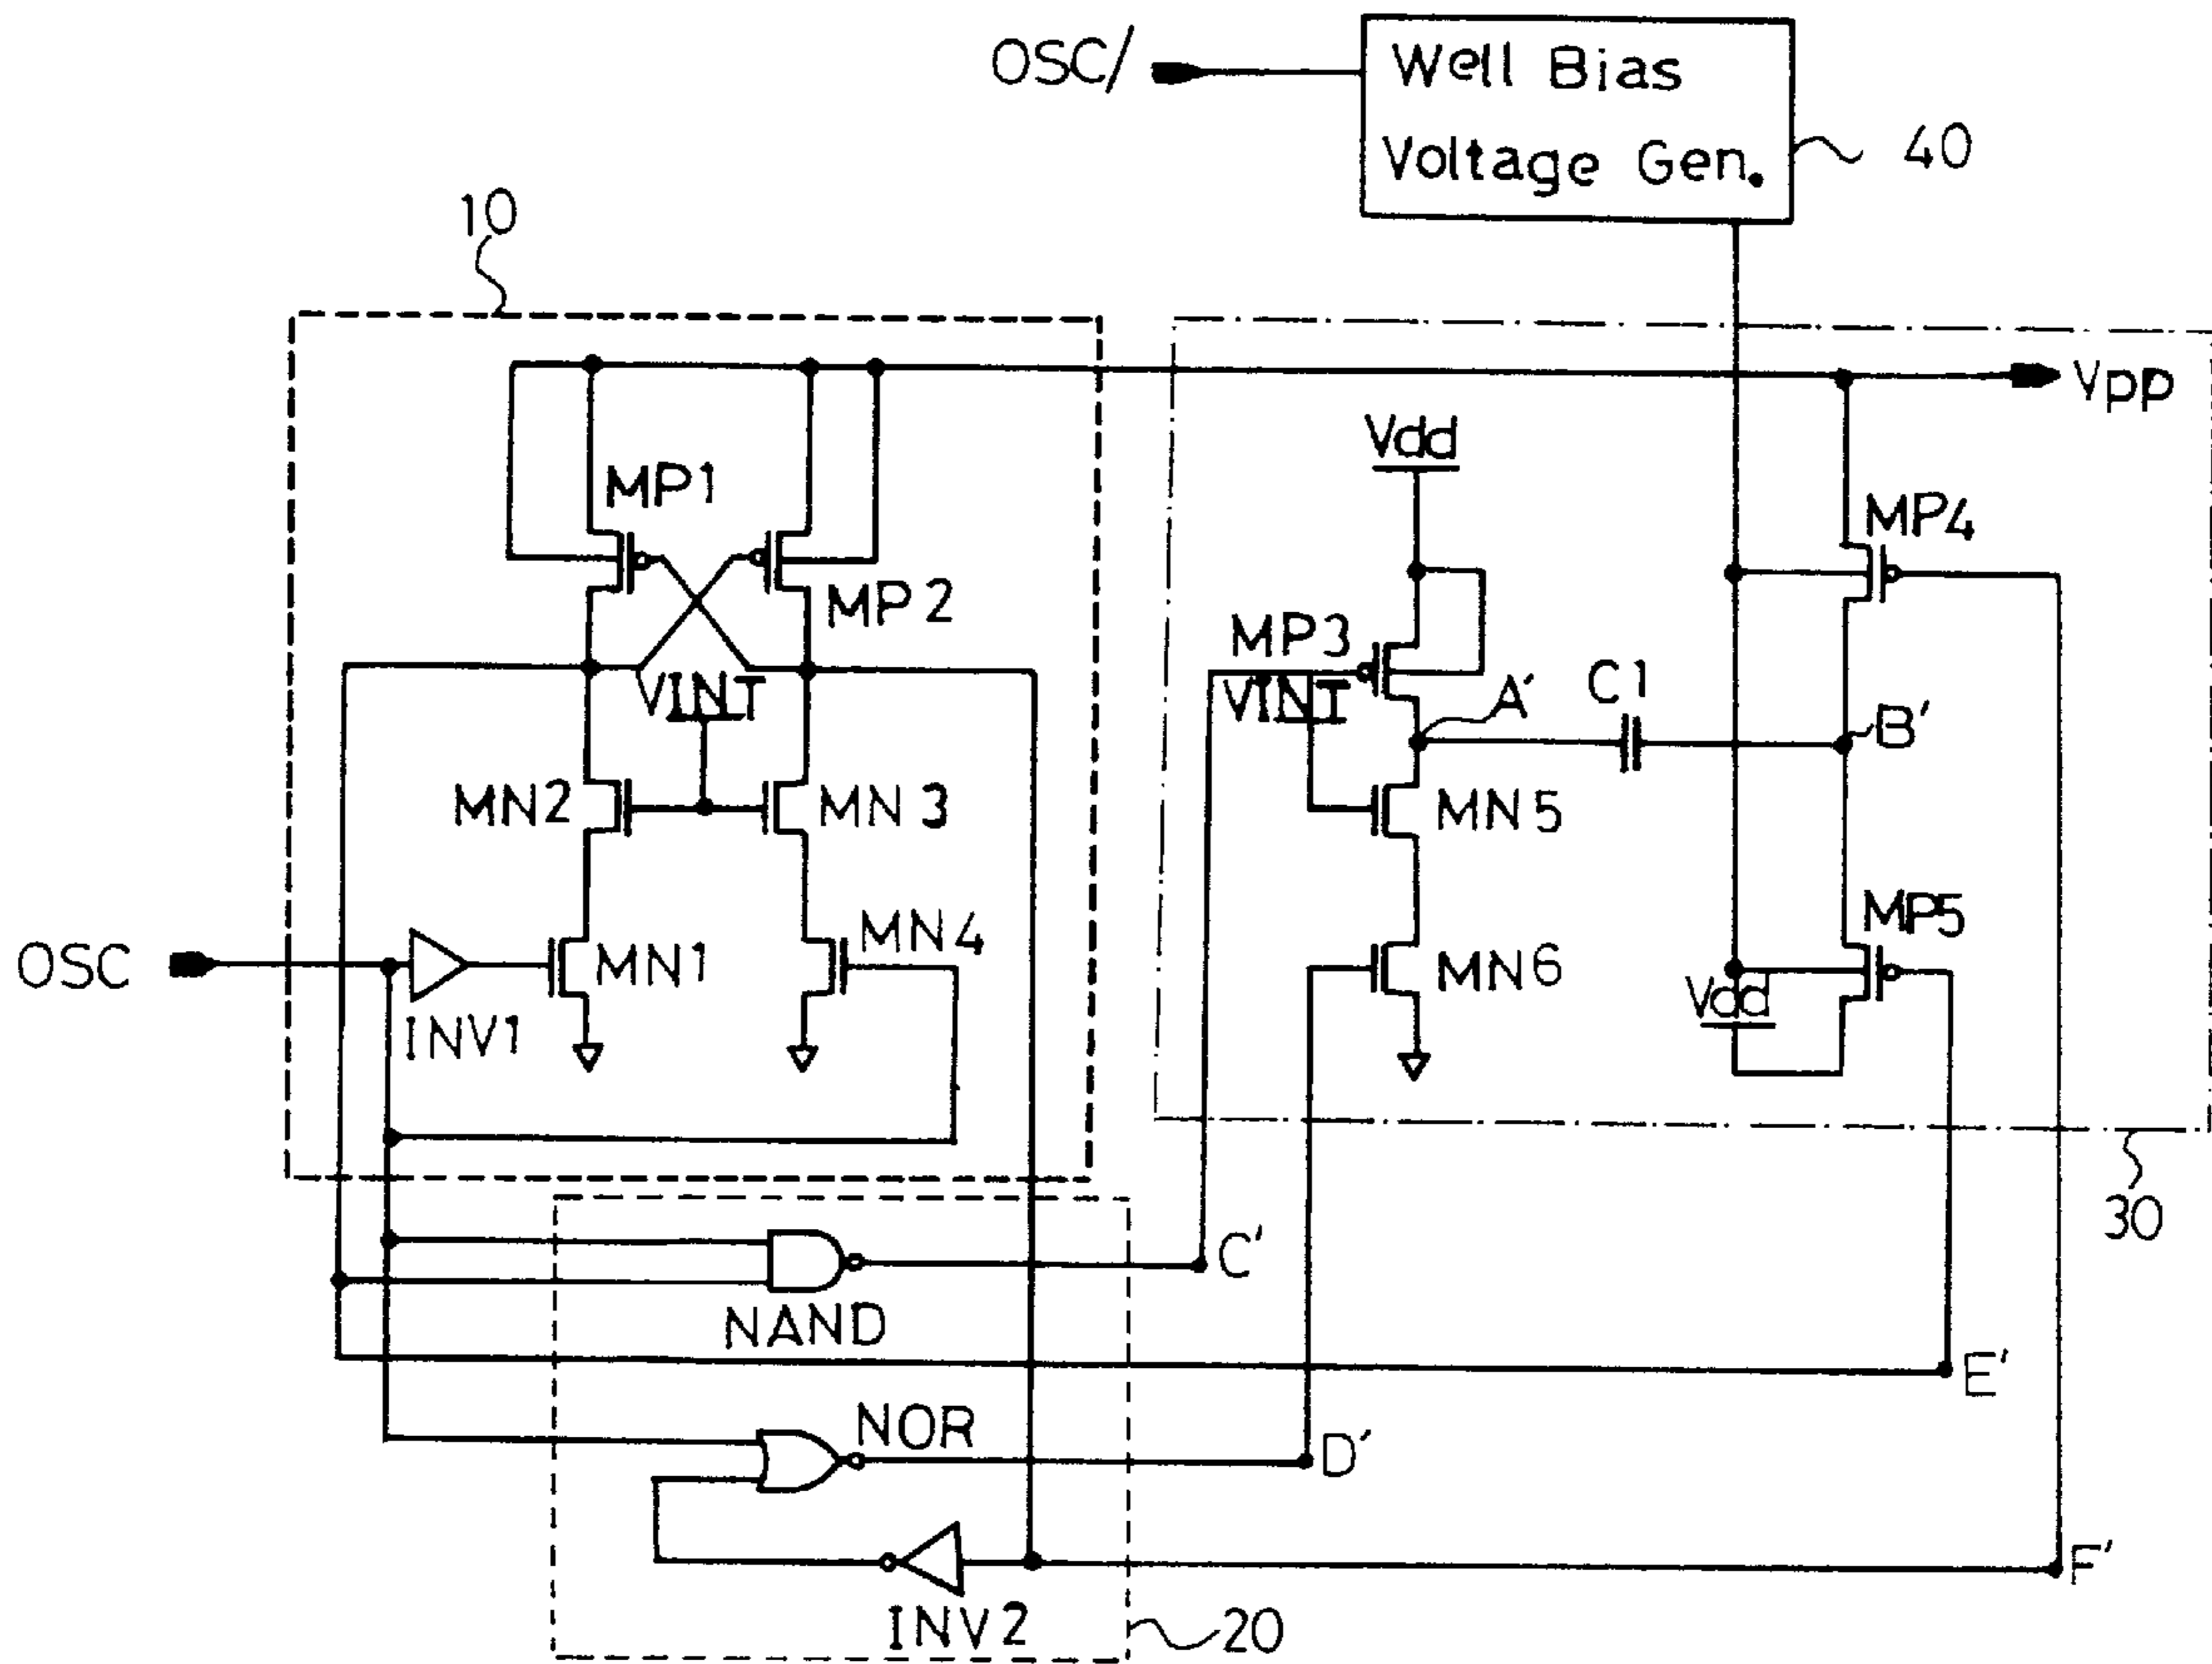 OSC/
Well Bias
Voltage Gen.
40
10
Vpp
Vdd
MP1
MP4
MP2
MP3
VINT
VINT
A'
C1
B'
MN2
MN3
MN5
MP5
OSC
INV1
MN1
MN4
MN6
Vdd
30
C'
NAND
E'
NOR
D'
F'
INV2
20